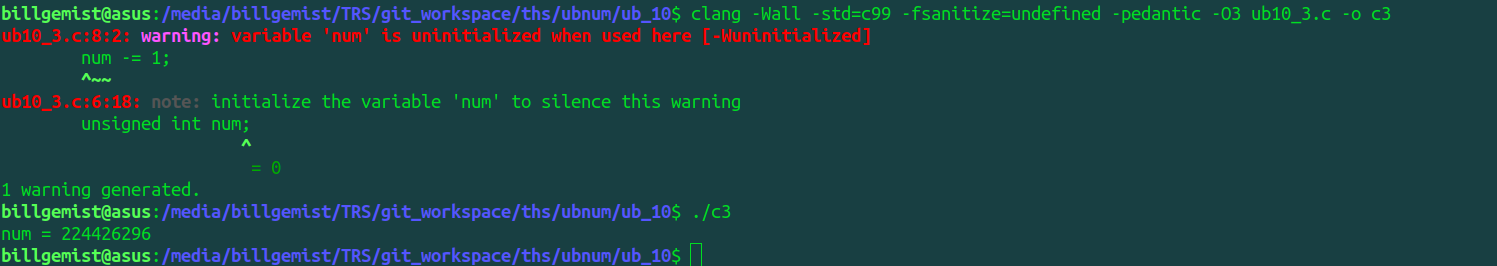 billgemist@asus:/media/billgemist/TRS/git_workspace/ths/ubnum/ub_10$ clang -Wall -std=c99 -fsanitize=undefined -pedantic -O3 ub10_3.c -o c3
ub10_3.c:8:2: warning: variable 'num' is uninitialized when used here [-Wuninitialized]
        num -= 1;
        ^~~
ub10_3.c:6:18: note: initialize the variable 'num' to silence this warning
        unsigned int num;
                        ^
                         = 0
1 warning generated.
billgemist@asus:/media/billgemist/TRS/git_workspace/ths/ubnum/ub_10$ ./c3
num = 224426296
billgemist@asus:/media/billgemist/TRS/git_workspace/ths/ubnum/ub_10$